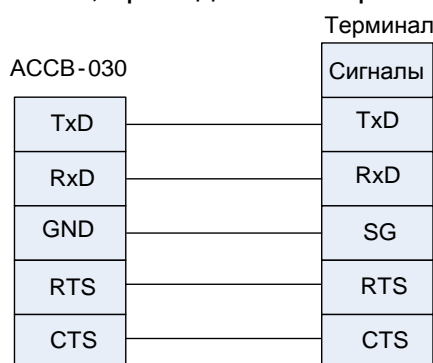 Терминал
АССВ-030
Сигналы
TxD
TxD
RxD
RxD
GND
SG
RTS
RTS
CTS
CTS